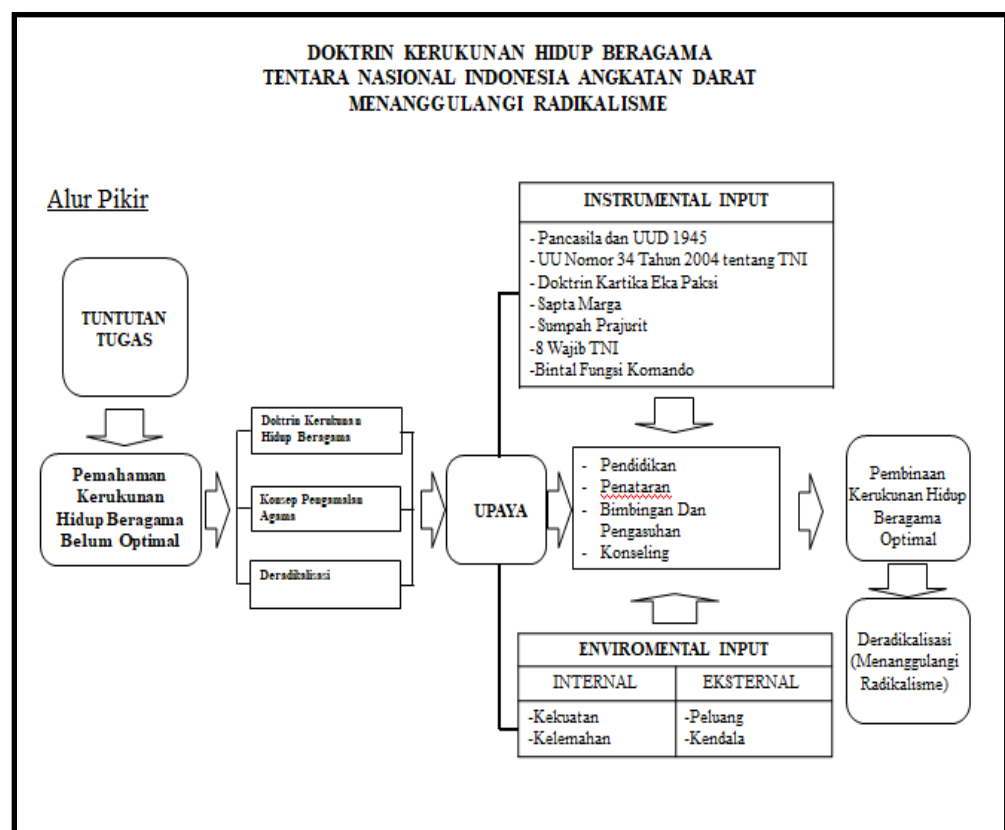 DOKTRIN KERUKUNAN HIDUP BERAGAMA
TENTARA NASIONAL INDONESIA ANGKATAN DARAT
MENANGGULANGI RADIKALISME
Alur Pikir
TUNTUTAN
TUGAS
Pemahaman
Kerukunan
Hidup Beragama
Belum Optimal
Doktrin Kerukunan
Hidup Beragama
Konsep Pengamalan
Agama
Deradikalisasi
UPAYA
INSTRUMENTAL INPUT
- Pancasila dan UUD 1945
- UU Nomor 34 Tahun 2004 tentang TNI
- Doktrin Kartika Eka Paksi
- Sapta Marga
- Sumpah Prajurit
-8 Wajib TNI
-Bintal Fungsi Komando
- Pendidikan
- Penataran
- Bimbingan Dan
Pengasuhan
- Konseling
ENVIROMENTAL INPUT
INTERNAL
EKSTERNAL
-Kekuatan
-Kelemahan
-Peluang
-Kendala
Pembinaan
Kerukunan Hidup
Beragama
Optimal
Deradikalisasi
(Menanggulangi
Radikalisme)